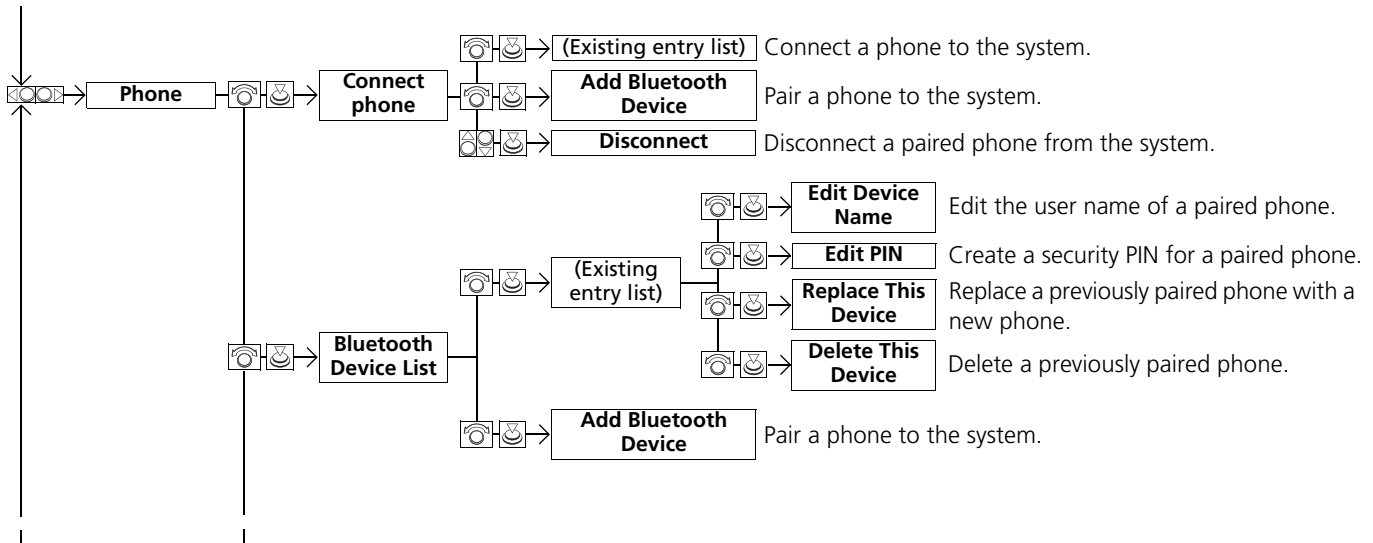 (Existing entry list) Connect a phone to the system.
Phone
Connect
phone
Add Bluetooth
Device
Pair a phone to the system.
Disconnect Disconnect a paired phone from the system.
Edit Device
Name
Edit the user name of a paired phone.
(Existing
entry list)
Edit PIN Create a security PIN for a paired phone.
Replace This
Device
Replace a previously paired phone with a
new phone.
Bluetooth
Device List
Delete This
Device
Delete a previously paired phone.
Add Bluetooth
Device
Pair a phone to the system.